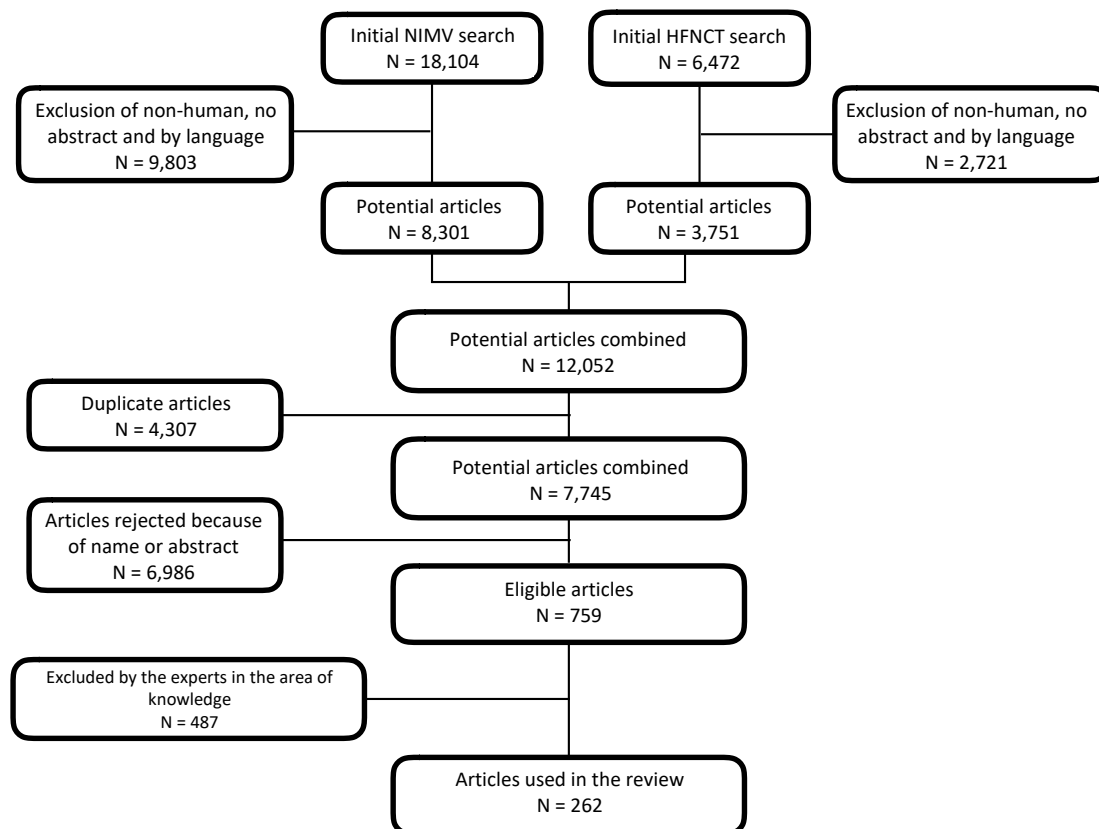 Initial NIMV search
N = 18,104
Initial HFNCT search
N = 6,472
Exclusion of non-human, no
abstract and by language
N = 9,803
Exclusion of non-human, no
abstract and by language
N = 2,721
Potential articles
N = 8,301
Potential articles
N = 3,751
Potential articles combined
N = 12,052
Duplicate articles
N = 4,307
Potential articles combined
N = 7,745
Articles rejected because
of name or abstract
N = 6,986
Eligible articles
N = 759
Excluded by the experts in the area of
knowledge
N = 487
Articles used in the review
N = 262